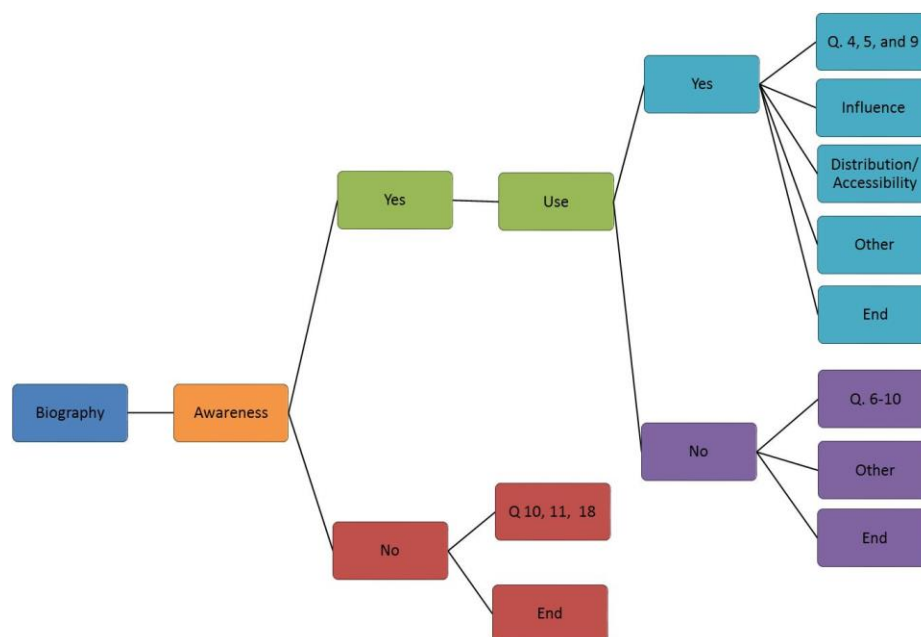 Q. 4, 5, and 9
Yes
Influence
Distribution/
Accessibility
Yes
Use
Other
End
Biography
Awareness
Q. 6-10
No
Other
Q 10, 11, 18
End
No
End